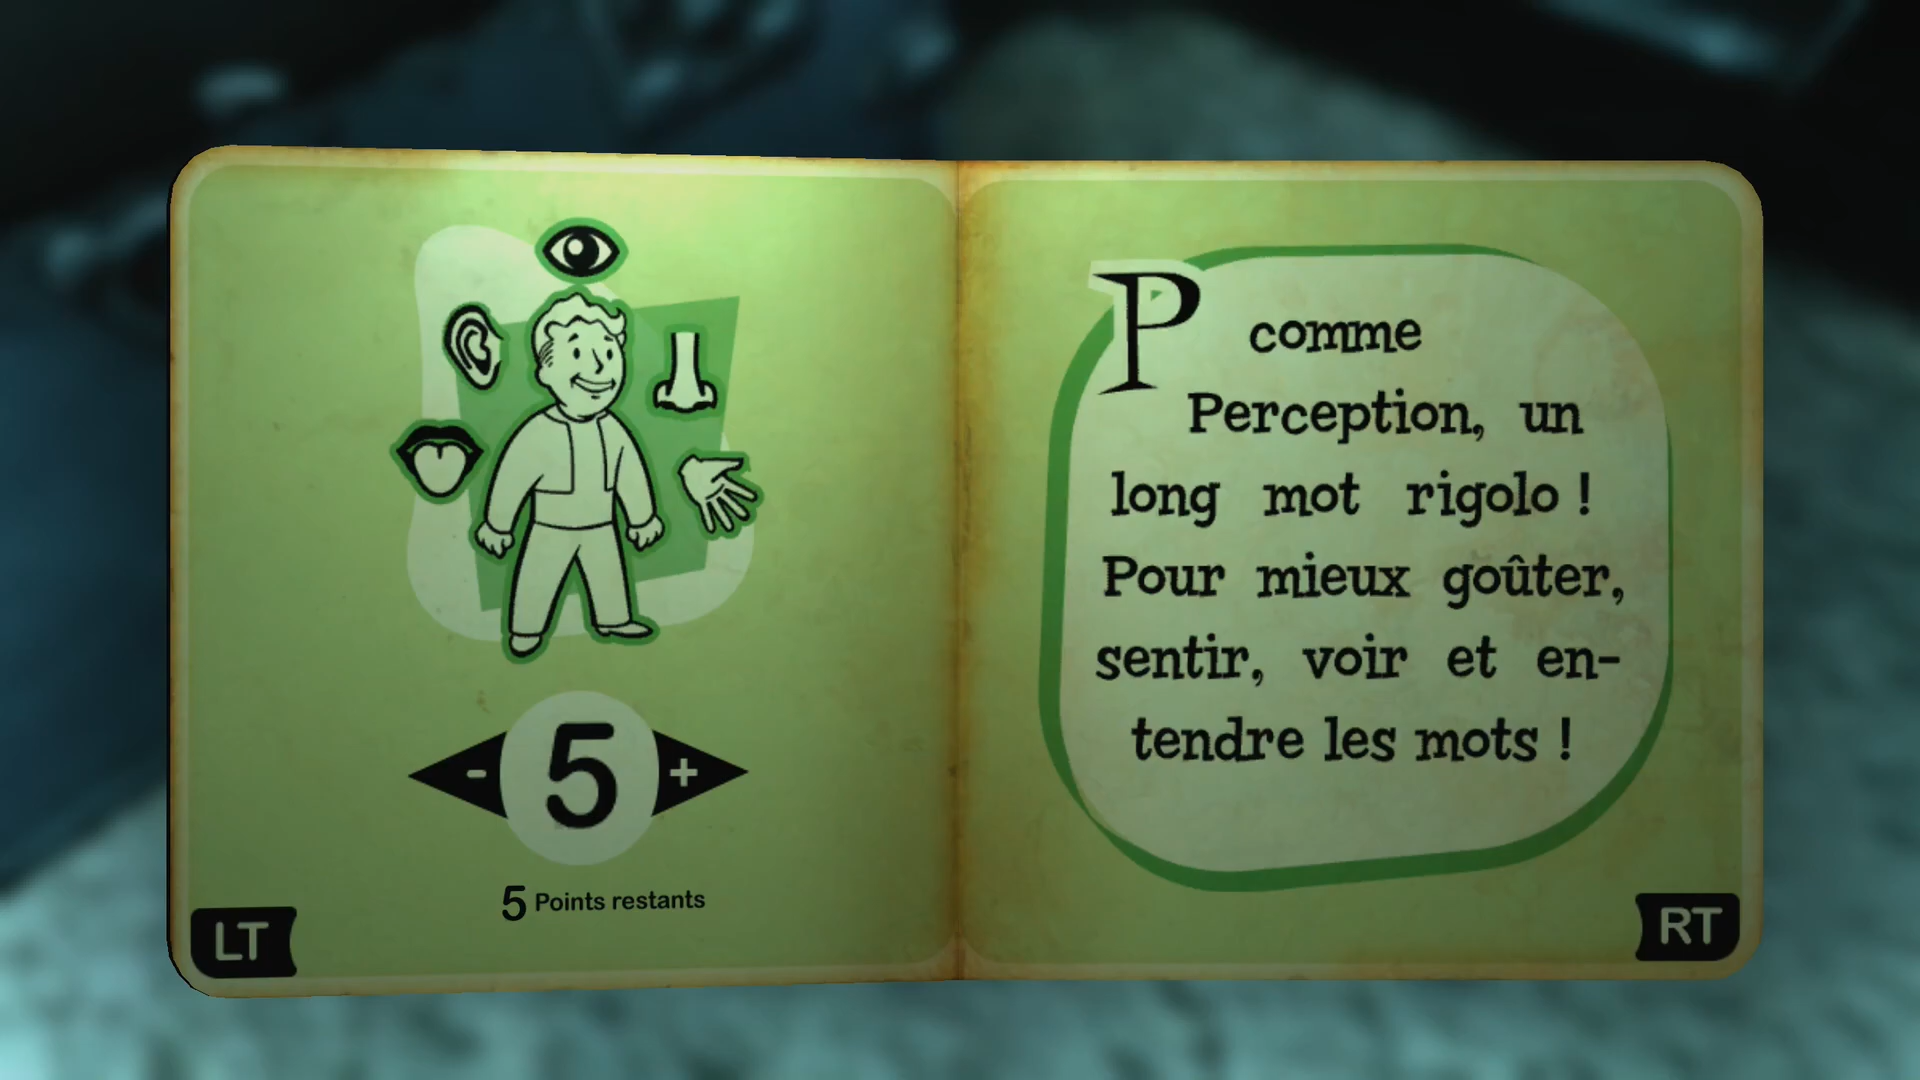 - 5 +
5 Points restants
LT
P comme
Perception, un
long mot rigolo !
Pour mieux goûter,
sentir, voir et en-
tendre les mots !
RT